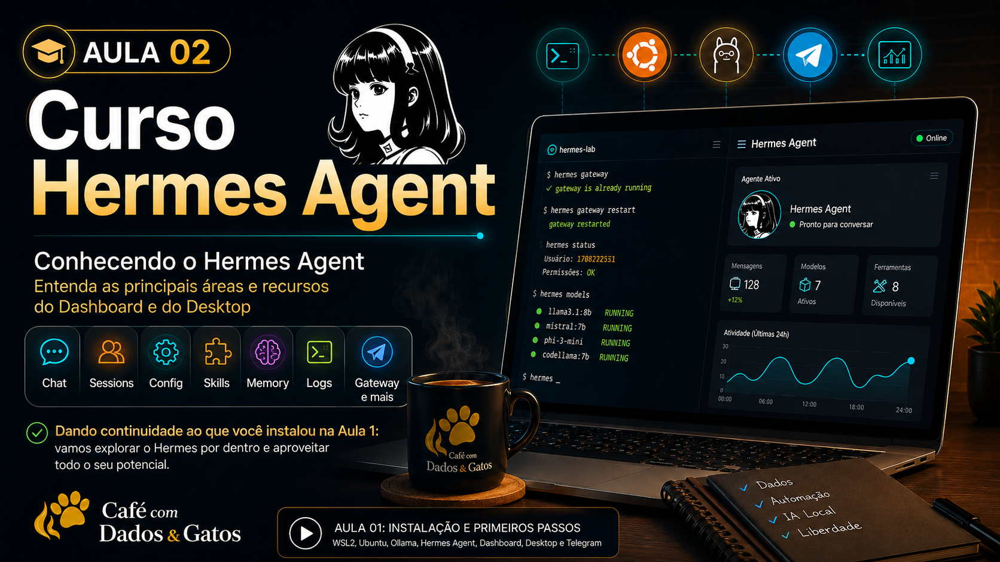 AULA 02
Curso
Hermes Agent
Conhecendo o Hermes Agent
Entenda as principais áreas e recursos
do Dashboard e do Desktop
Chat
Sessions
Config
Skills
Memory
Logs
Gateway
e mais
Dando continuidade ao que você instalou na Aula 1:
vamos explorar o Hermes por dentro e aproveitar
todo o seu potencial.
Café com
Dados & Gatos
AULA 01: INSTALAÇÃO E PRIMEIROS PASSOS
WSL2, Ubuntu, Ollama, Hermes Agent, Dashboard, Desktop e Telegram
Café com
Dados & Gatos
hermes-lab
$ hermes gateway
✓ gateway is already running
$ hermes gateway restart
gateway restarted
$ hermes status
Usuário: 1708222531
Permissões: OK
$ hermes models
llama3.1:8b RUNNING
mistral:7b RUNNING
phi-3-mini RUNNING
codellama:7b RUNNING
$ hermes _
Hermes Agent
Online
Agente Ativo
Hermes Agent
Pronto para conversar
Mensagens
128
+12%
Modelos
7
Ativos
Ferramentas
8
Disponíveis
Atividade (Últimas 24h)
30
20
10
0
00:00 06:00 12:00 18:00 24:00
✓ Dados
✓ Automação
✓ IA Local
✓ Liberdade